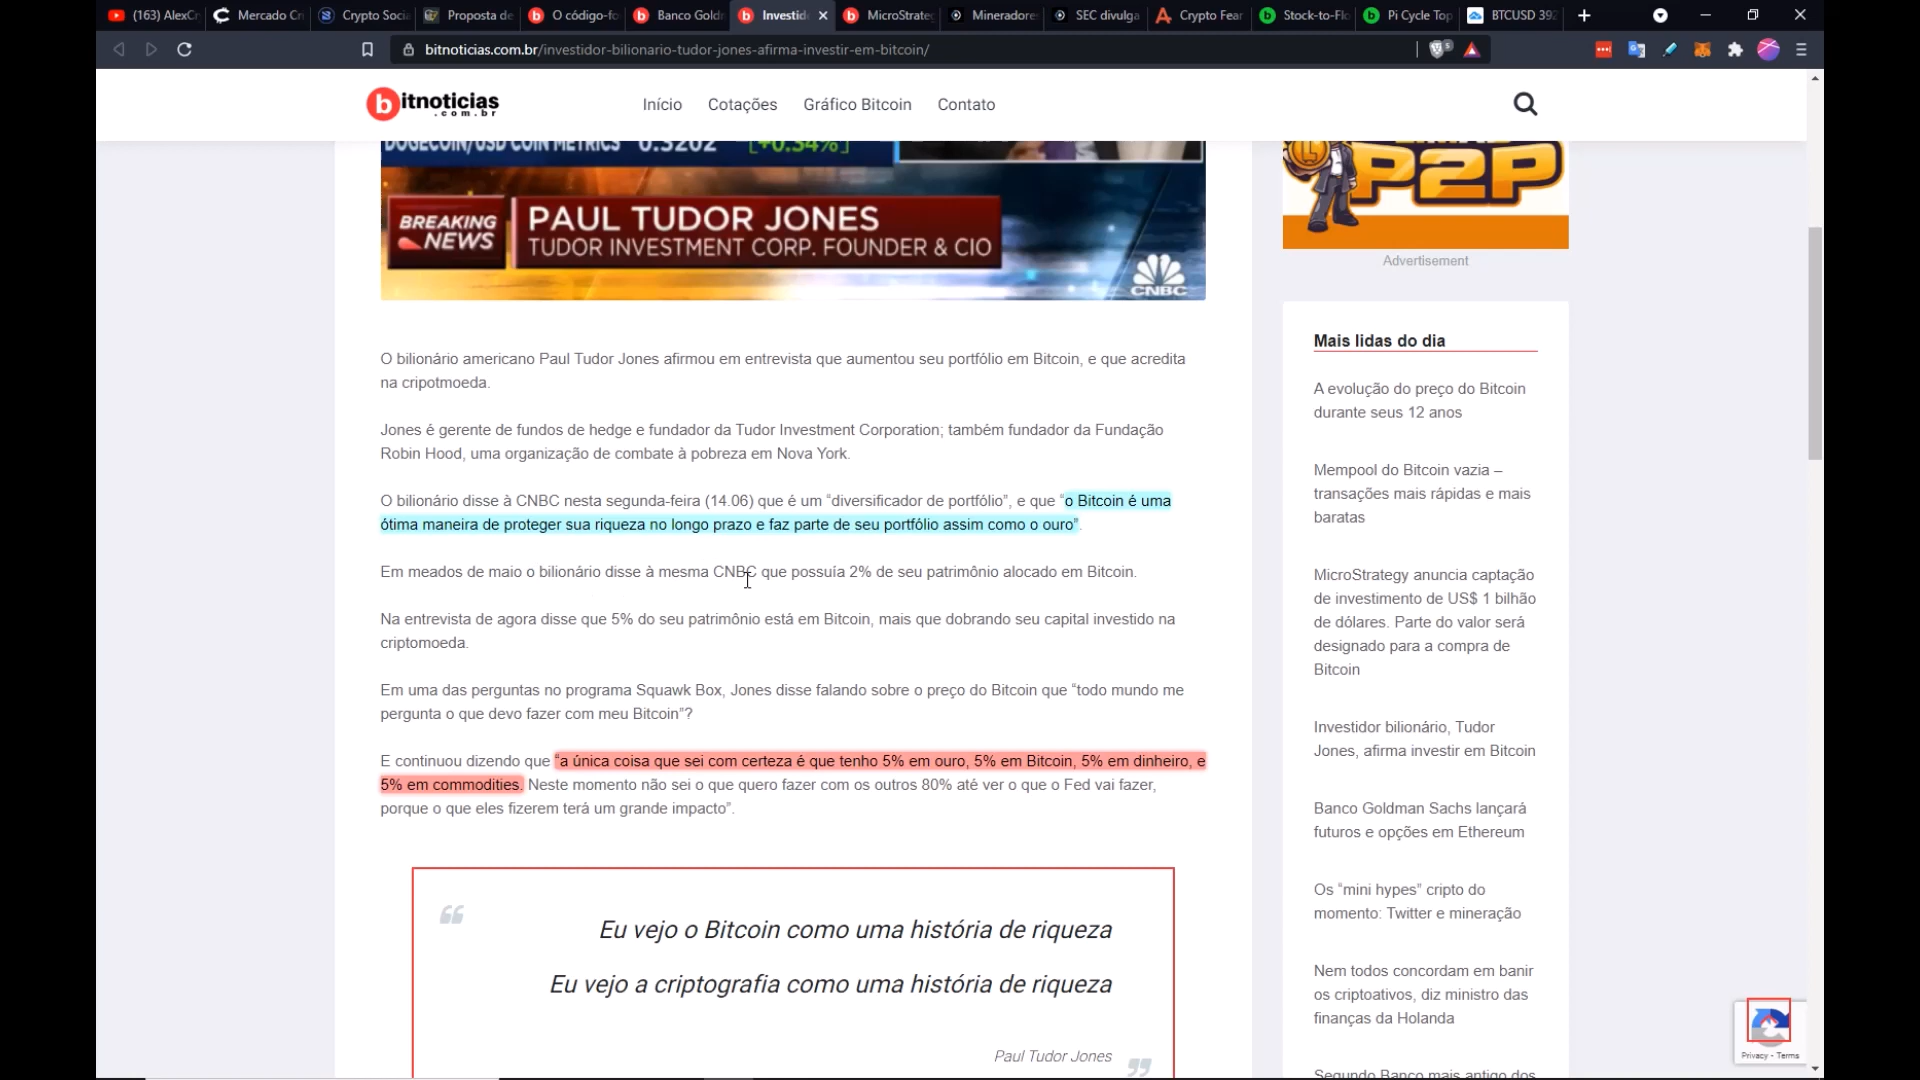 (163) AlexCr
Mercado Cr
Crypto Socia
Proposta de
O código-fo
Banco Gold
Investid
MicroStrateg
Mineradore
SEC divulga
Crypto Fear
Stock-to-Flo
Pi Cycle Top
BTCUSD 392
bitnoticias.com.br/investidor-bilionario-tudor-jones-afirma-investir-em-bitcoin/
bitnoticias
.com.br
Início
Cotações
Gráfico Bitcoin
Contato
DOGECOIN/USD COIN METRICS 0.3202 [+0.34%]
BREAKING
NEWS
PAUL TUDOR JONES
TUDOR INVESTMENT CORP. FOUNDER & CIO
CNBC
P2P
Advertisement
O bilionário americano Paul Tudor Jones afirmou em entrevista que aumentou seu portfólio em Bitcoin, e que acredita
na cripotmoeda.
Jones é gerente de fundos de hedge e fundador da Tudor Investment Corporation; também fundador da Fundação
Robin Hood, uma organização de combate à pobreza em Nova York.
O bilionário disse à CNBC nesta segunda-feira (14.06) que é um “diversificador de portfólio”, e que “o Bitcoin é uma
ótima maneira de proteger sua riqueza no longo prazo e faz parte de seu portfólio assim como o ouro”.
Em meados de maio o bilionário disse à mesma CNBC que possuía 2% de seu patrimônio alocado em Bitcoin.
Na entrevista de agora disse que 5% do seu patrimônio está em Bitcoin, mais que dobrando seu capital investido na
criptomoeda.
Em uma das perguntas no programa Squawk Box, Jones disse falando sobre o preço do Bitcoin que “todo mundo me
pergunta o que devo fazer com meu Bitcoin”?
E continuou dizendo que “a única coisa que sei com certeza é que tenho 5% em ouro, 5% em Bitcoin, 5% em dinheiro, e
5% em commodities. Neste momento não sei o que quero fazer com os outros 80% até ver o que o Fed vai fazer,
porque o que eles fizerem terá um grande impacto”.
Eu vejo o Bitcoin como uma história de riqueza
Eu vejo a criptografia como uma história de riqueza
Paul Tudor Jones
Mais lidas do dia
A evolução do preço do Bitcoin
durante seus 12 anos
Mempool do Bitcoin vazia –
transações mais rápidas e mais
baratas
MicroStrategy anuncia captação
de investimento de US$ 1 bilhão
de dólares. Parte do valor será
designado para a compra de
Bitcoin
Investidor bilionário, Tudor
Jones, afirma investir em Bitcoin
Banco Goldman Sachs lançará
futuros e opções em Ethereum
Os “mini hypes” cripto do
momento: Twitter e mineração
Nem todos concordam em banir
os criptoativos, diz ministro das
finanças da Holanda
Segundo Banco mais antigo dos
Privacy - Terms